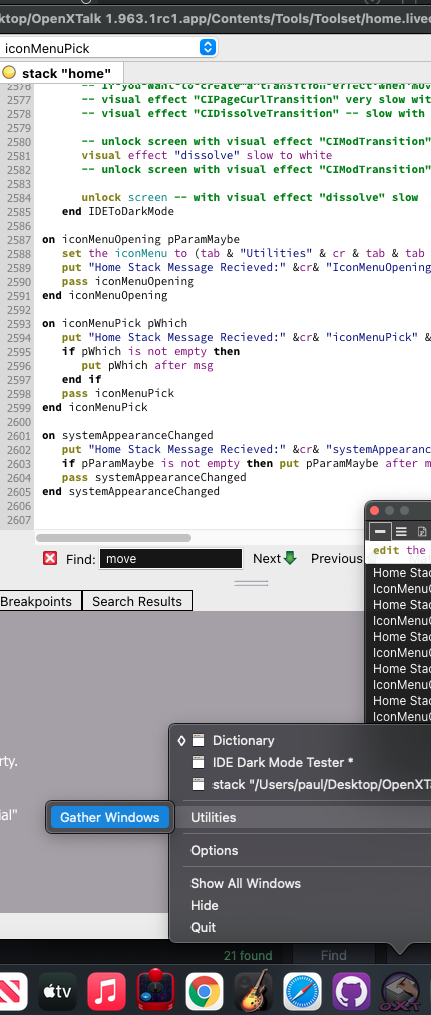 ktop/OpenXTalk 1.963.1rc1.app/Contents/Tools/Toolset/home.livec
iconMenuPick
stack "home"
2576 -- If you want to create a transition effect when mov
2577 -- visual effect "CIPageCurlTransition" very slow wit
2578 -- visual effect "CIDissolveTransition" -- slow with
2579
2580 -- unlock screen with visual effect "CIModTransition"
2581 visual effect "dissolve" slow to white
2582 -- unlock screen with visual effect "CIModTransition"
2583
2584 unlock screen -- with visual effect "dissolve" slow
2585 end IDEToDarkMode
2586
2587 on iconMenuOpening pParamMaybe
2588 set the iconMenu to (tab & "Utilities" & cr & tab & tab
2589 put "Home Stack Message Recieved:" &cr& "IconMenuOpening
2590 pass iconMenuOpening
2591 end iconMenuOpening
2592
2593 on iconMenuPick pWhich
2594 put "Home Stack Message Recieved:" &cr& "iconMenuPick" &
2595 if pWhich is not empty then
2596 put pWhich after msg
2597 end if
2598 pass iconMenuPick
2599 end iconMenuPick
2600
2601 on systemAppearanceChanged
2602 put "Home Stack Message Recieved:" &cr& "systemAppearanc
2603 if pParamMaybe is not empty then put pParamMaybe after m
2604 pass systemAppearanceChanged
2605 end systemAppearanceChanged
2606
2607
Find: move Next Previous
edit the
Breakpoints Search Results
Home Stac
IconMenuO
Home Stac
IconMenuO
Home Stac
IconMenuO
Home Stac
IconMenuO
Home Stac
IconMenuO
rty.
ial"
◊ Dictionary
IDE Dark Mode Tester *
stack "/Users/paul/Desktop/OpenXTa
Gather Windows
Utilities
Options
Show All Windows
Hide
Quit
21 found Find
tv
OXT